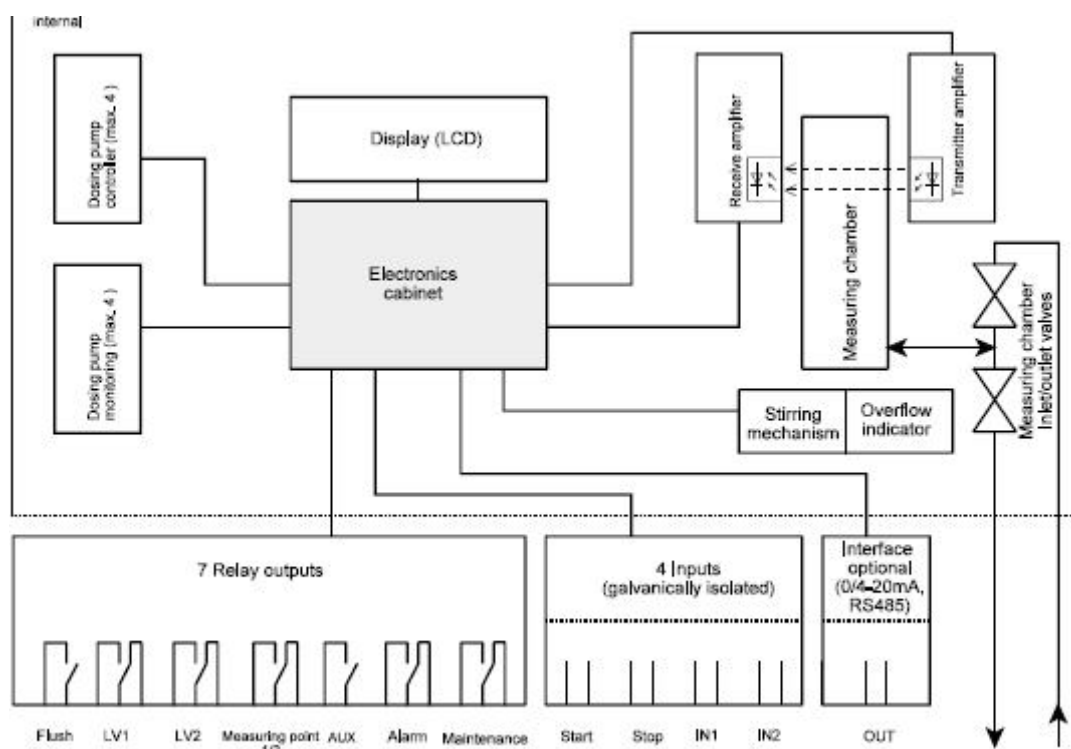 internal
Dosing pump
controller (max. 4 )
Display (LCD)
Receive amplifier
Transmitter amplifier
Electronics
cabinet
Measuring chamber
Dosing pump
monitoring (max. 4 )
Measuring chamber
Inlet/outlet valves
Stirring
mechanism
Overflow
indicator
7 Relay outputs
4 Inputs
(galvanically isolated)
Interface
optional
(0/4-20mA,
RS485)
Flush
LV1
LV2
Measuring point
AUX
Alarm
Maintenance
Start
Stop
IN1
IN2
OUT